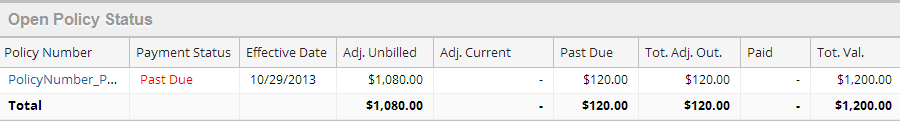 Open Policy Status
Policy Number Payment Status Effective Date Adj. Unbilled Adj. Current Past Due Tot. Adj. Out. Paid Tot. Val.
PolicyNumber_P... Past Due 10/29/2013 $1,080.00 - $120.00 $120.00 - $1,200.00
Total $1,080.00 - $120.00 $120.00 - $1,200.00